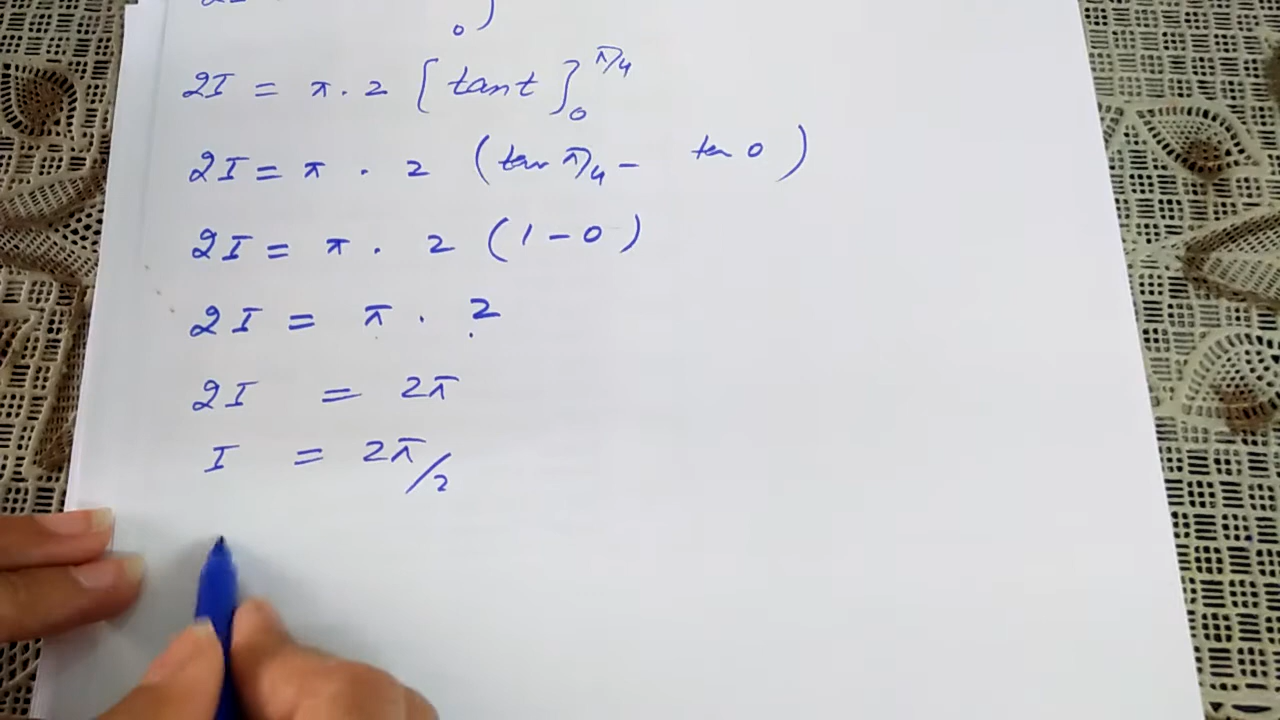 2I = π . 2 [ tan t ]₀^π/4
2I = π . 2 ( tan π/4 - tan 0 )
2I = π . 2 ( 1 - 0 )
2I = π . 2
2I = 2π
I = 2π/2